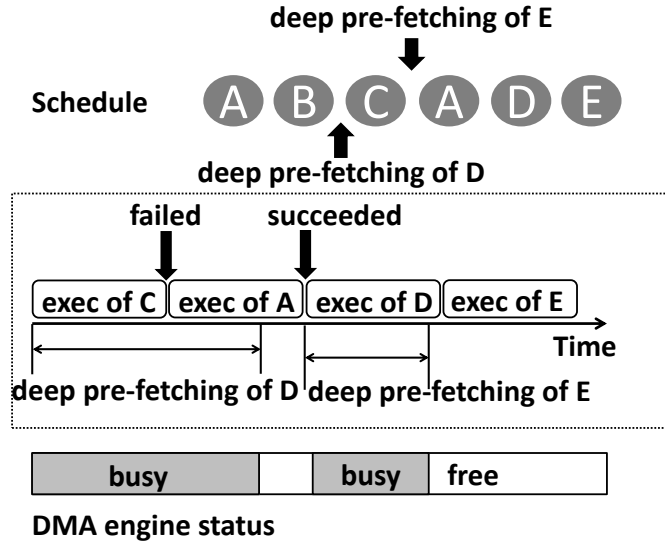 deep pre-fetching of E
Schedule A B C A D E
deep pre-fetching of D
failed succeeded
exec of C exec of A exec of D exec of E
Time
deep pre-fetching of D deep pre-fetching of E
busy busy free
DMA engine status